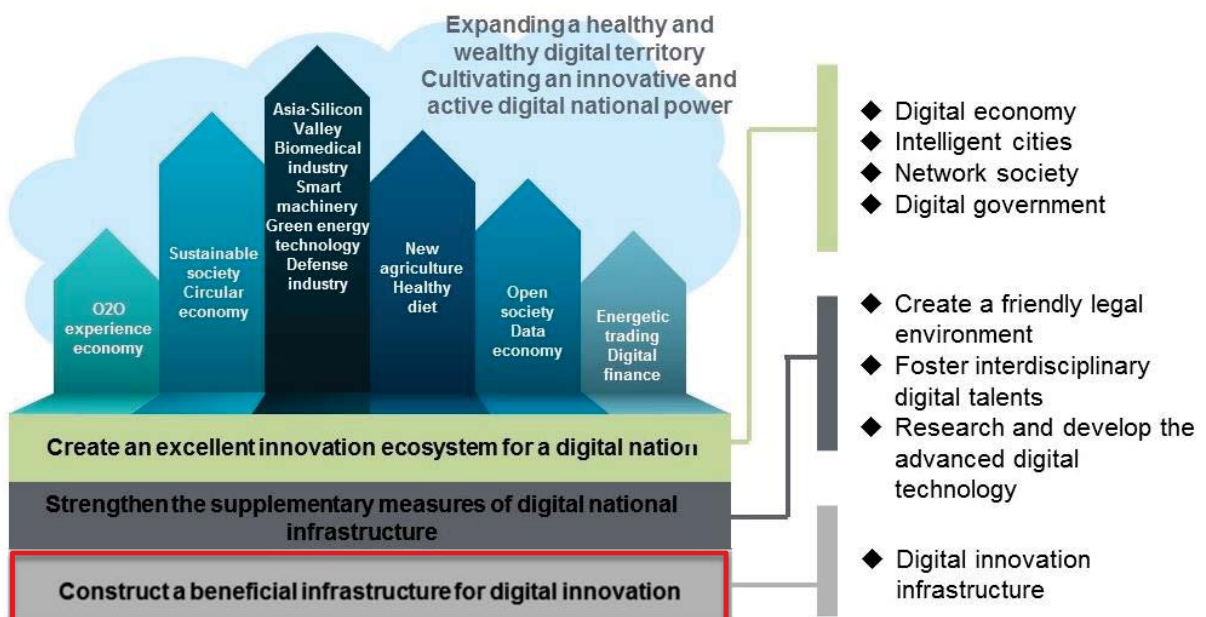 Expanding a healthy and
wealthy digital territory
Cultivating an innovative and
active digital national power
O2O
experience
economy
Sustainable
society
Circular
economy
Asia-Silicon
Valley
Biomedical
industry
Smart
machinery
Green energy
technology
Defense
industry
New
agriculture
Healthy
diet
Open
society
Data
economy
Energetic
trading
Digital
finance
Create an excellent innovation ecosystem for a digital nation
Strengthen the supplementary measures of digital national
infrastructure
Construct a beneficial infrastructure for digital innovation
◆ Digital economy
◆ Intelligent cities
◆ Network society
◆ Digital government
◆ Create a friendly legal
environment
◆ Foster interdisciplinary
digital talents
◆ Research and develop the
advanced digital
technology
◆ Digital innovation
infrastructure